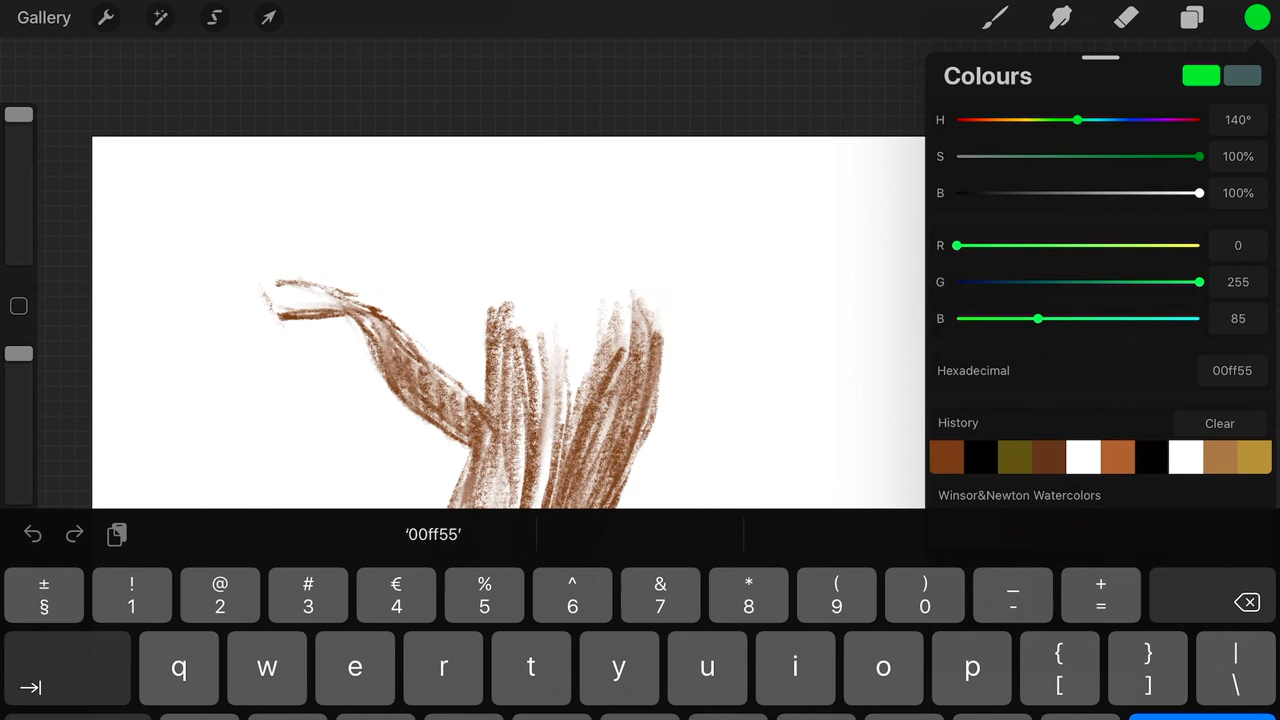 Gallery
Colours
H 140°
S 100%
B 100%
R 0
G 255
B 85
Hexadecimal 00ff55
History Clear
Winsor&Newton Watercolors
‘00ff55’
± ! @ # € % ^ & * ( ) _ +
§ 1 2 3 4 5 6 7 8 9 0 - =
q w e r t y u i o p { } |
[ ] \